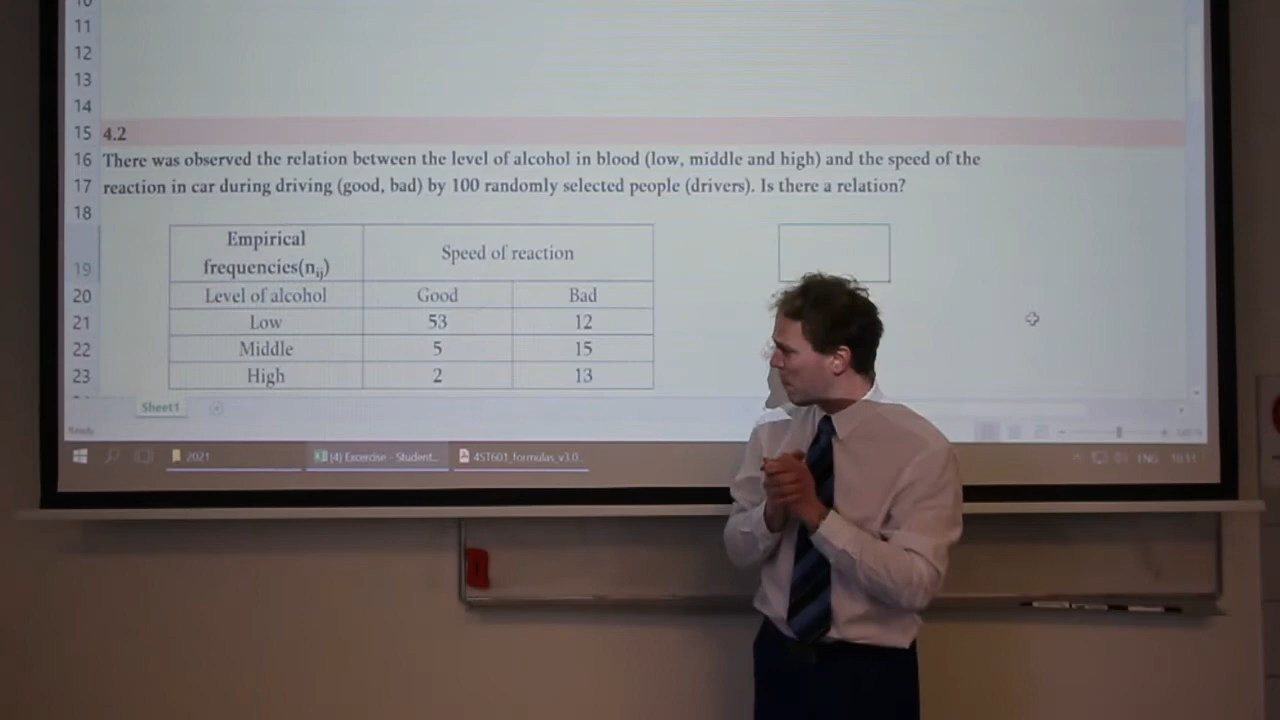 10
11
12
13
14
15 4.2
16 There was observed the relation between the level of alcohol in blood (low, middle and high) and the speed of the
17 reaction in car during driving (good, bad) by 100 randomly selected people (drivers). Is there a relation?
18
Empirical
frequencies(nij)
Speed of reaction
19
20 Level of alcohol Good Bad
21 Low 53 12
22 Middle 5 15
23 High 2 13
Sheet1
Ready
2021 (4) Excercise - Student... 4ST601_formulas_v3.0... ENG